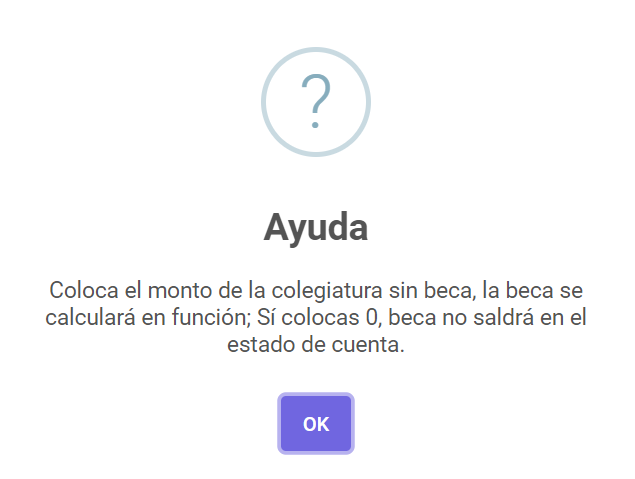 ?
Ayuda
Coloca el monto de la colegiatura sin beca, la beca se
calculará en función; Sí colocas 0, beca no saldrá en el
estado de cuenta.
OK